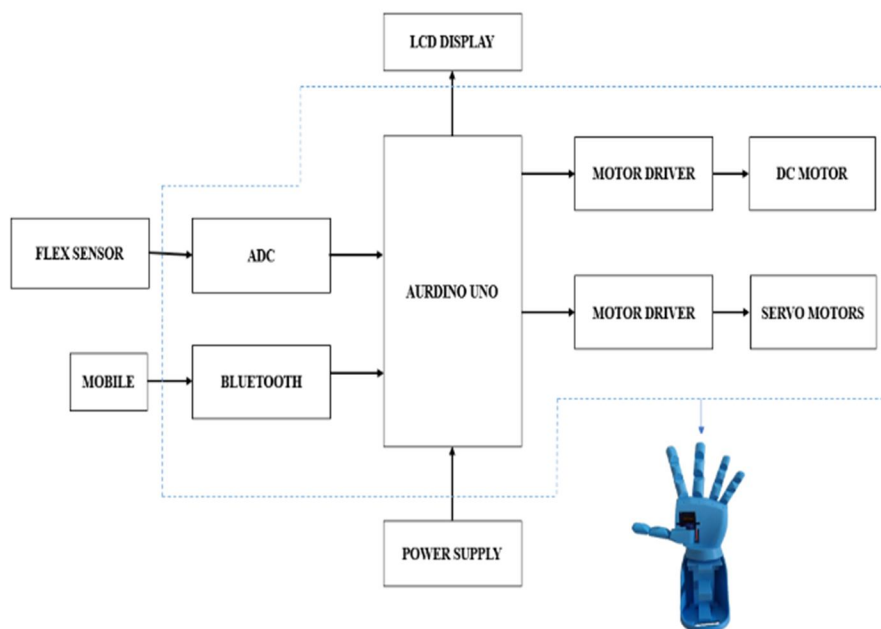 LCD DISPLAY
MOTOR DRIVER
DC MOTOR
FLEX SENSOR
ADC
AURDINO UNO
MOTOR DRIVER
SERVO MOTORS
MOBILE
BLUETOOTH
POWER SUPPLY